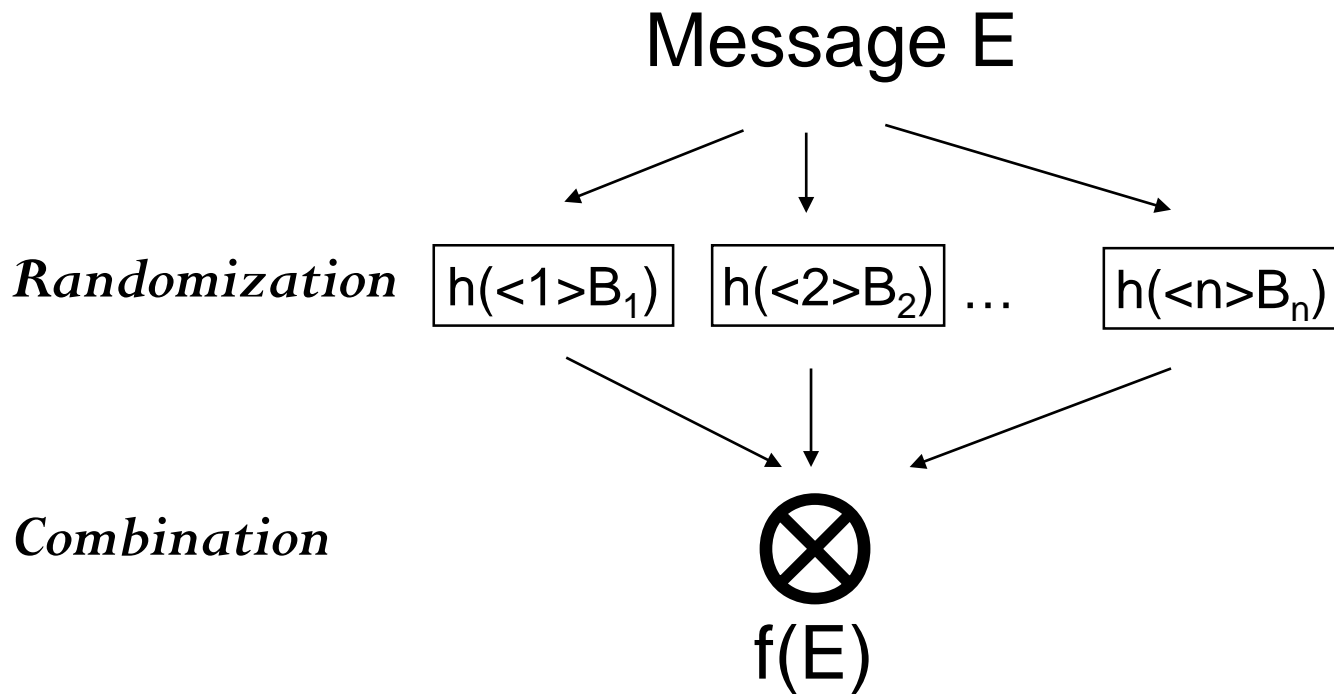 Message E
Randomization h(<1>B₁) h(<2>B₂) … h(<n>Bₙ)
Combination
f(E)